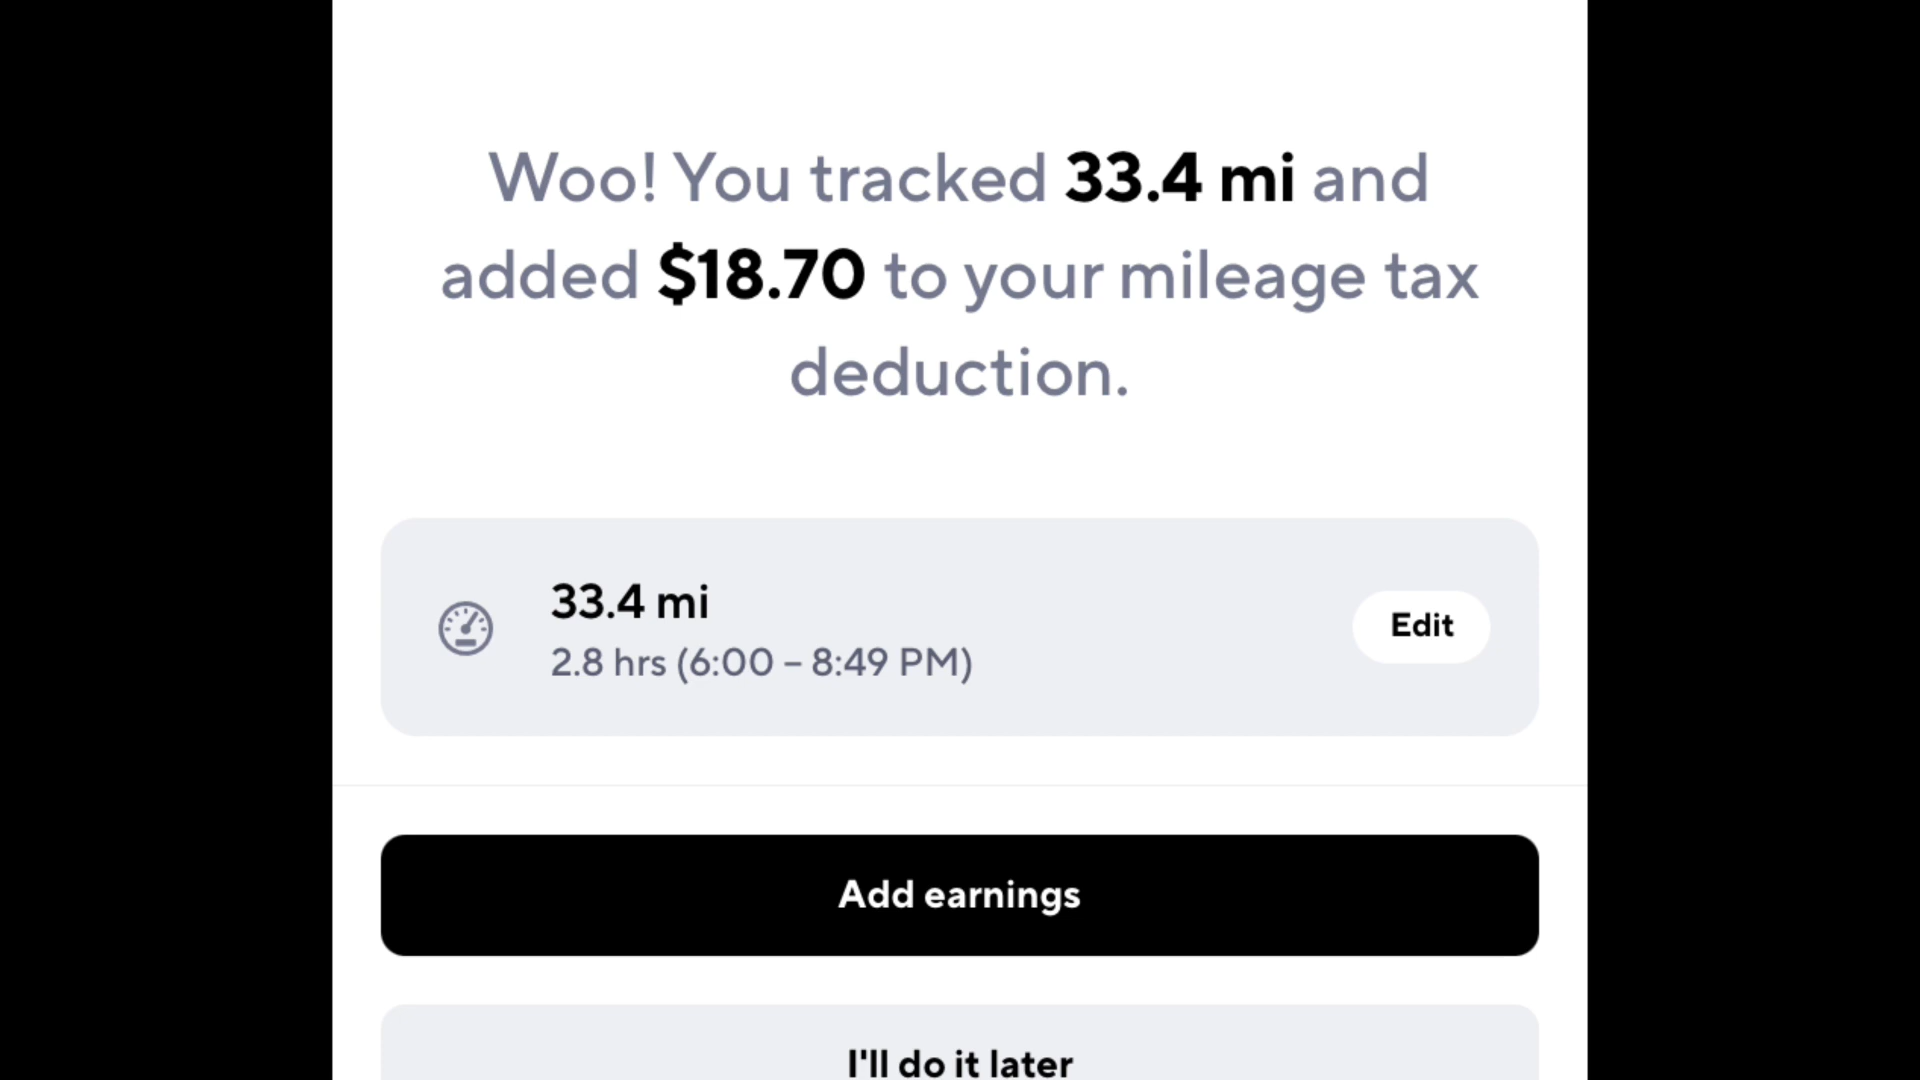 Woo! You tracked 33.4 mi and
added $18.70 to your mileage tax
deduction.
33.4 mi
2.8 hrs (6:00 – 8:49 PM)
Edit
Add earnings
I'll do it later